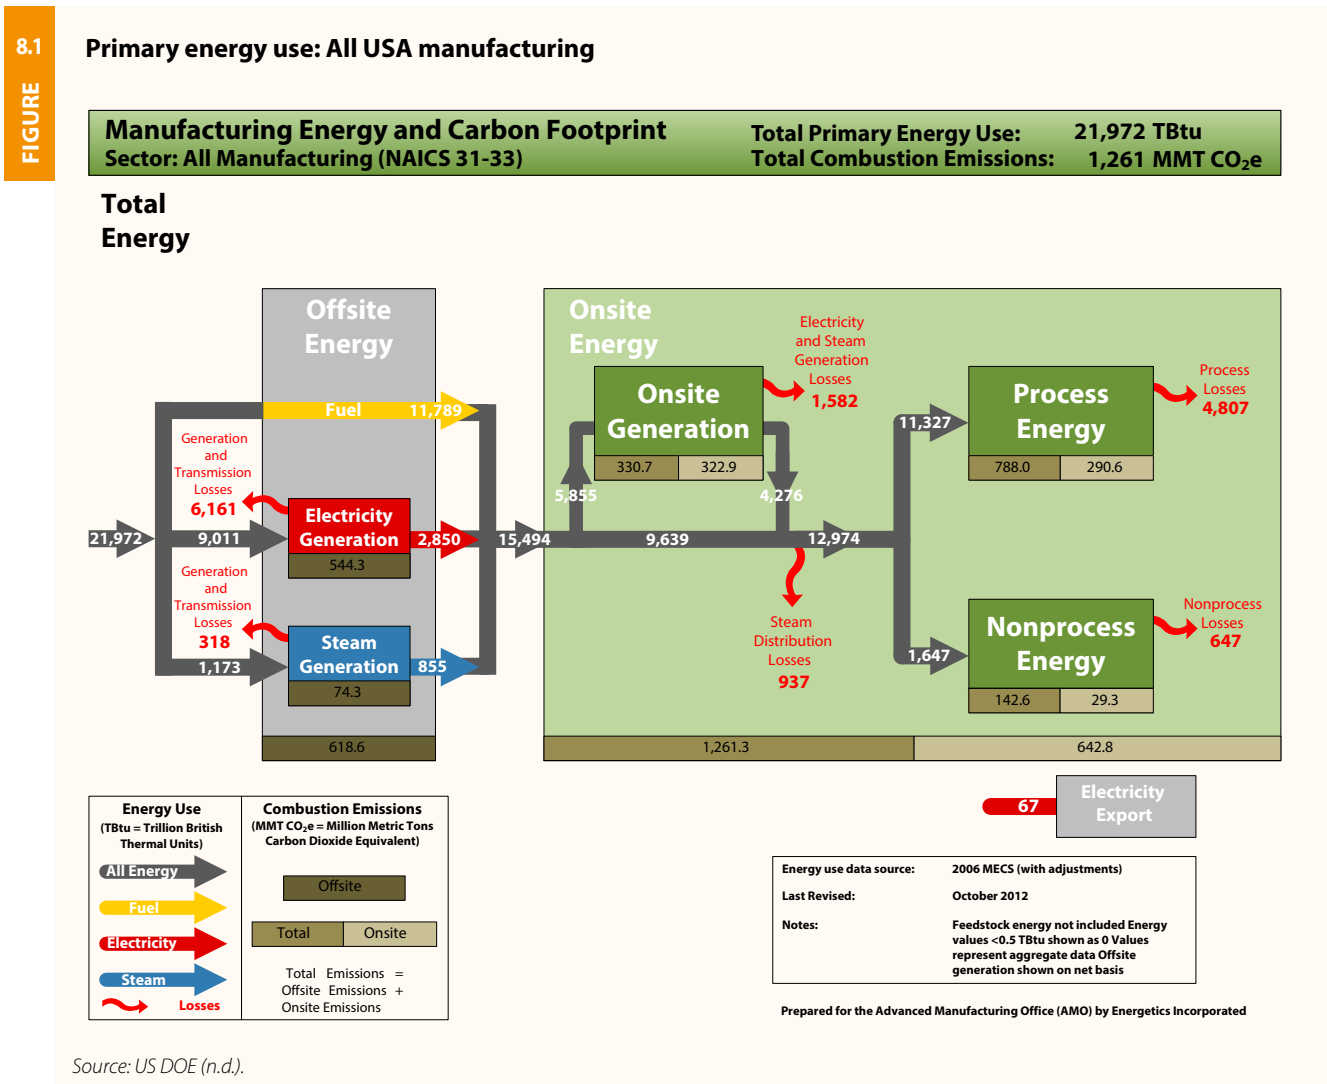 8.1
FIGURE
Primary energy use: All USA manufacturing
Manufacturing Energy and Carbon Footprint
Sector: All Manufacturing (NAICS 31-33)
Total Primary Energy Use: 21,972 TBtu
Total Combustion Emissions: 1,261 MMT CO₂e
Total
Energy
Offsite
Energy
Fuel 11,789
Generation
and
Transmission
Losses
6,161
Electricity
Generation
544.3
21,972
9,011
2,850
15,494
Generation
and
Transmission
Losses
318
Steam
Generation
74.3
1,173
855
618.6
Onsite
Energy
Onsite
Generation
330.7 322.9
Electricity
and Steam
Generation
Losses
1,582
5,855
4,276
9,639
12,974
Steam
Distribution
Losses
937
11,327
Process
Energy
788.0 290.6
Process
Losses
4,807
1,647
Nonprocess
Energy
142.6 29.3
Nonprocess
Losses
647
1,261.3 642.8
67
Electricity
Export
Energy Use
(TBtu = Trillion British
Thermal Units)
All Energy
Fuel
Electricity
Steam
Losses
Combustion Emissions
(MMT CO₂e = Million Metric Tons
Carbon Dioxide Equivalent)
Offsite
Total Onsite
Total Emissions =
Offsite Emissions +
Onsite Emissions
Energy use data source: 2006 MECS (with adjustments)
Last Revised: October 2012
Notes: Feedstock energy not included Energy
values <0.5 TBtu shown as 0 Values
represent aggregate data Offsite
generation shown on net basis
Prepared for the Advanced Manufacturing Office (AMO) by Energetics Incorporated
Source: US DOE (n.d.).